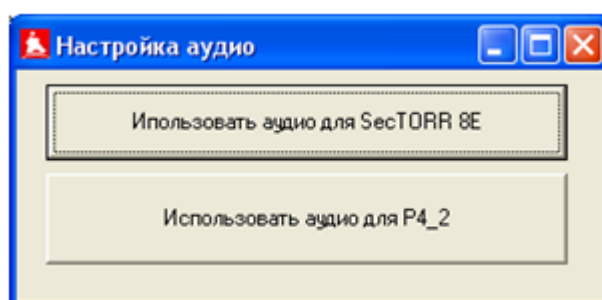 Настройка аудио
Ипользовать аудио для SecTORR 8E
Использовать аудио для P4_2